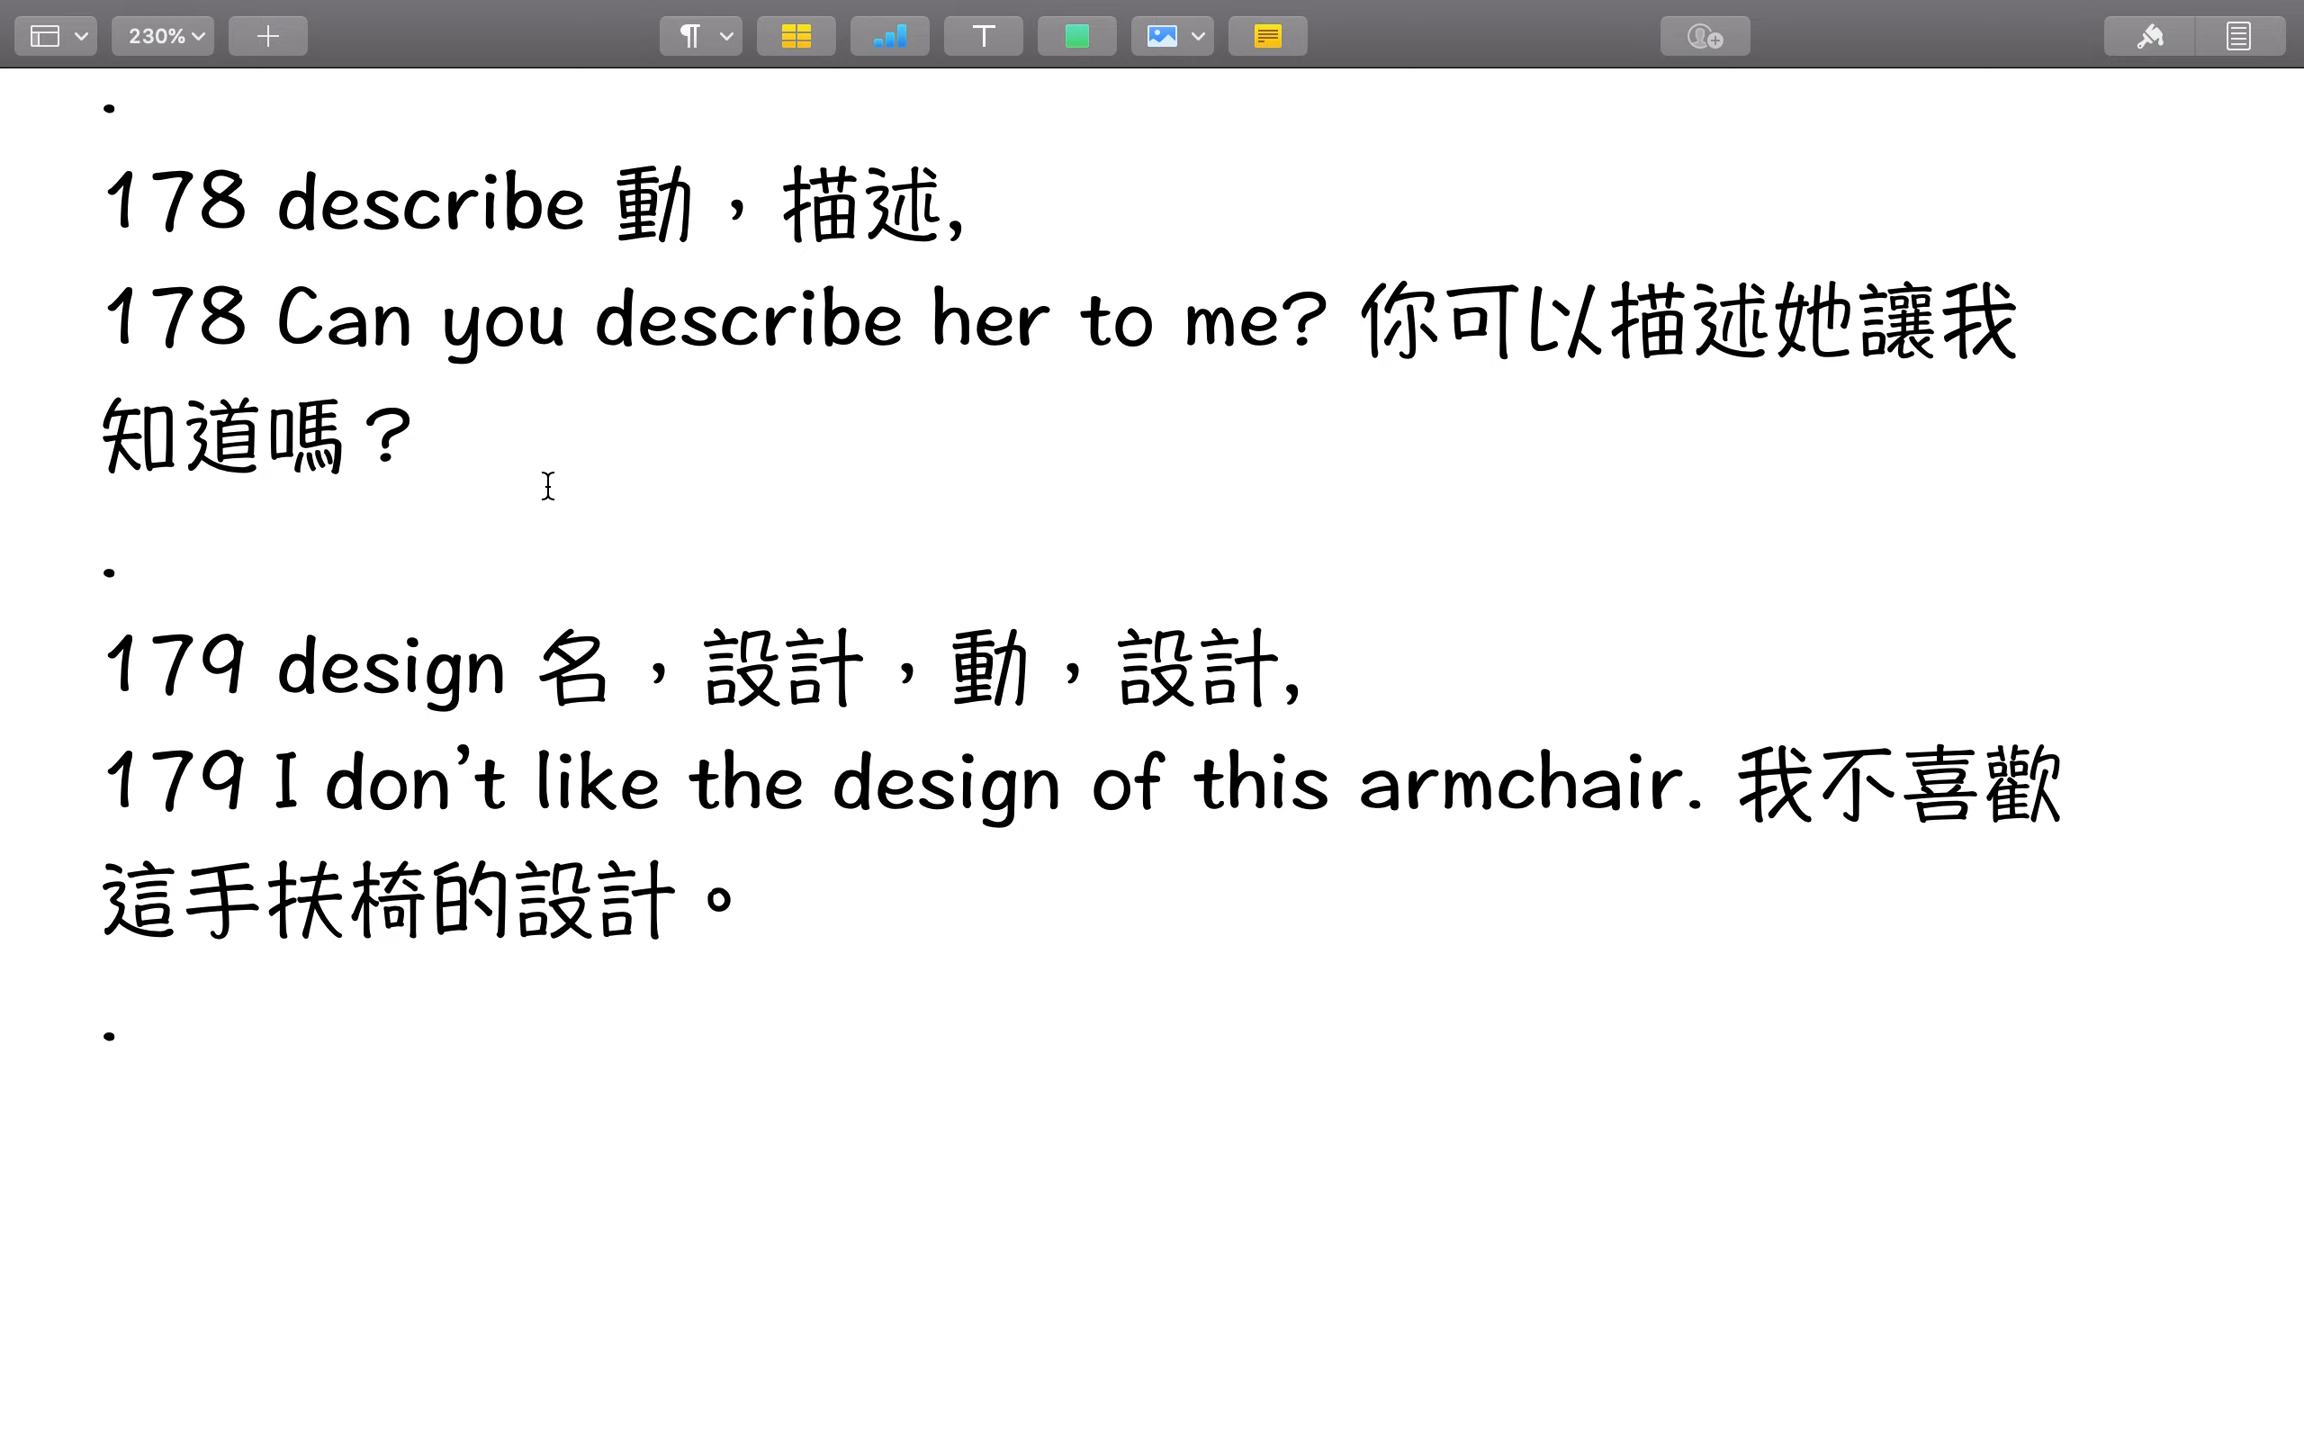 230%
.
178 describe 動，描述,
178 Can you describe her to me? 你可以描述她讓我
知道嗎？
.
179 design 名，設計，動，設計,
179 I don’t like the design of this armchair. 我不喜歡
這手扶椅的設計。
.